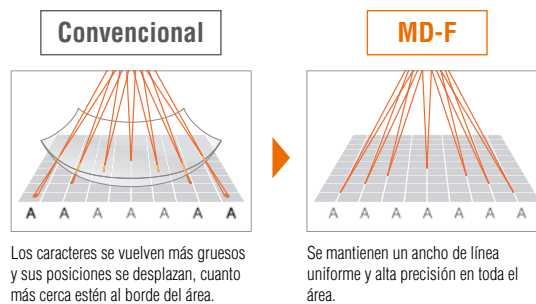 Convencional
MD-F
A A A A A A A
A A A A A A A
Los caracteres se vuelven más gruesos
y sus posiciones se desplazan, cuanto
más cerca estén al borde del área.
Se mantienen un ancho de línea
uniforme y alta precisión en toda el
área.